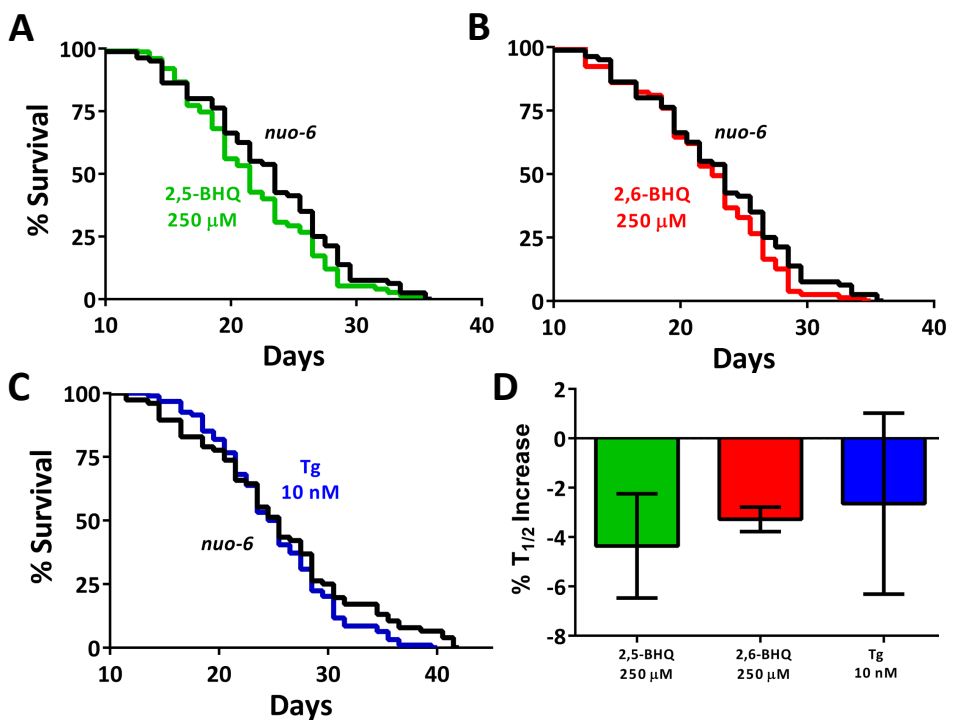 A
100
75
50
25
0
% Survival
nuo-6
2,5-BHQ
250 μM
10
20
30
40
Days
B
100
75
50
25
0
nuo-6
2,6-BHQ
250 μM
10
20
30
40
Days
C
100
75
50
25
0
% Survival
Tg
10 nM
nuo-6
10
20
30
40
Days
D
2
0
-2
-4
-6
-8
% T1/2 Increase
2,5-BHQ
250 μM
2,6-BHQ
250 μM
Tg
10 nM